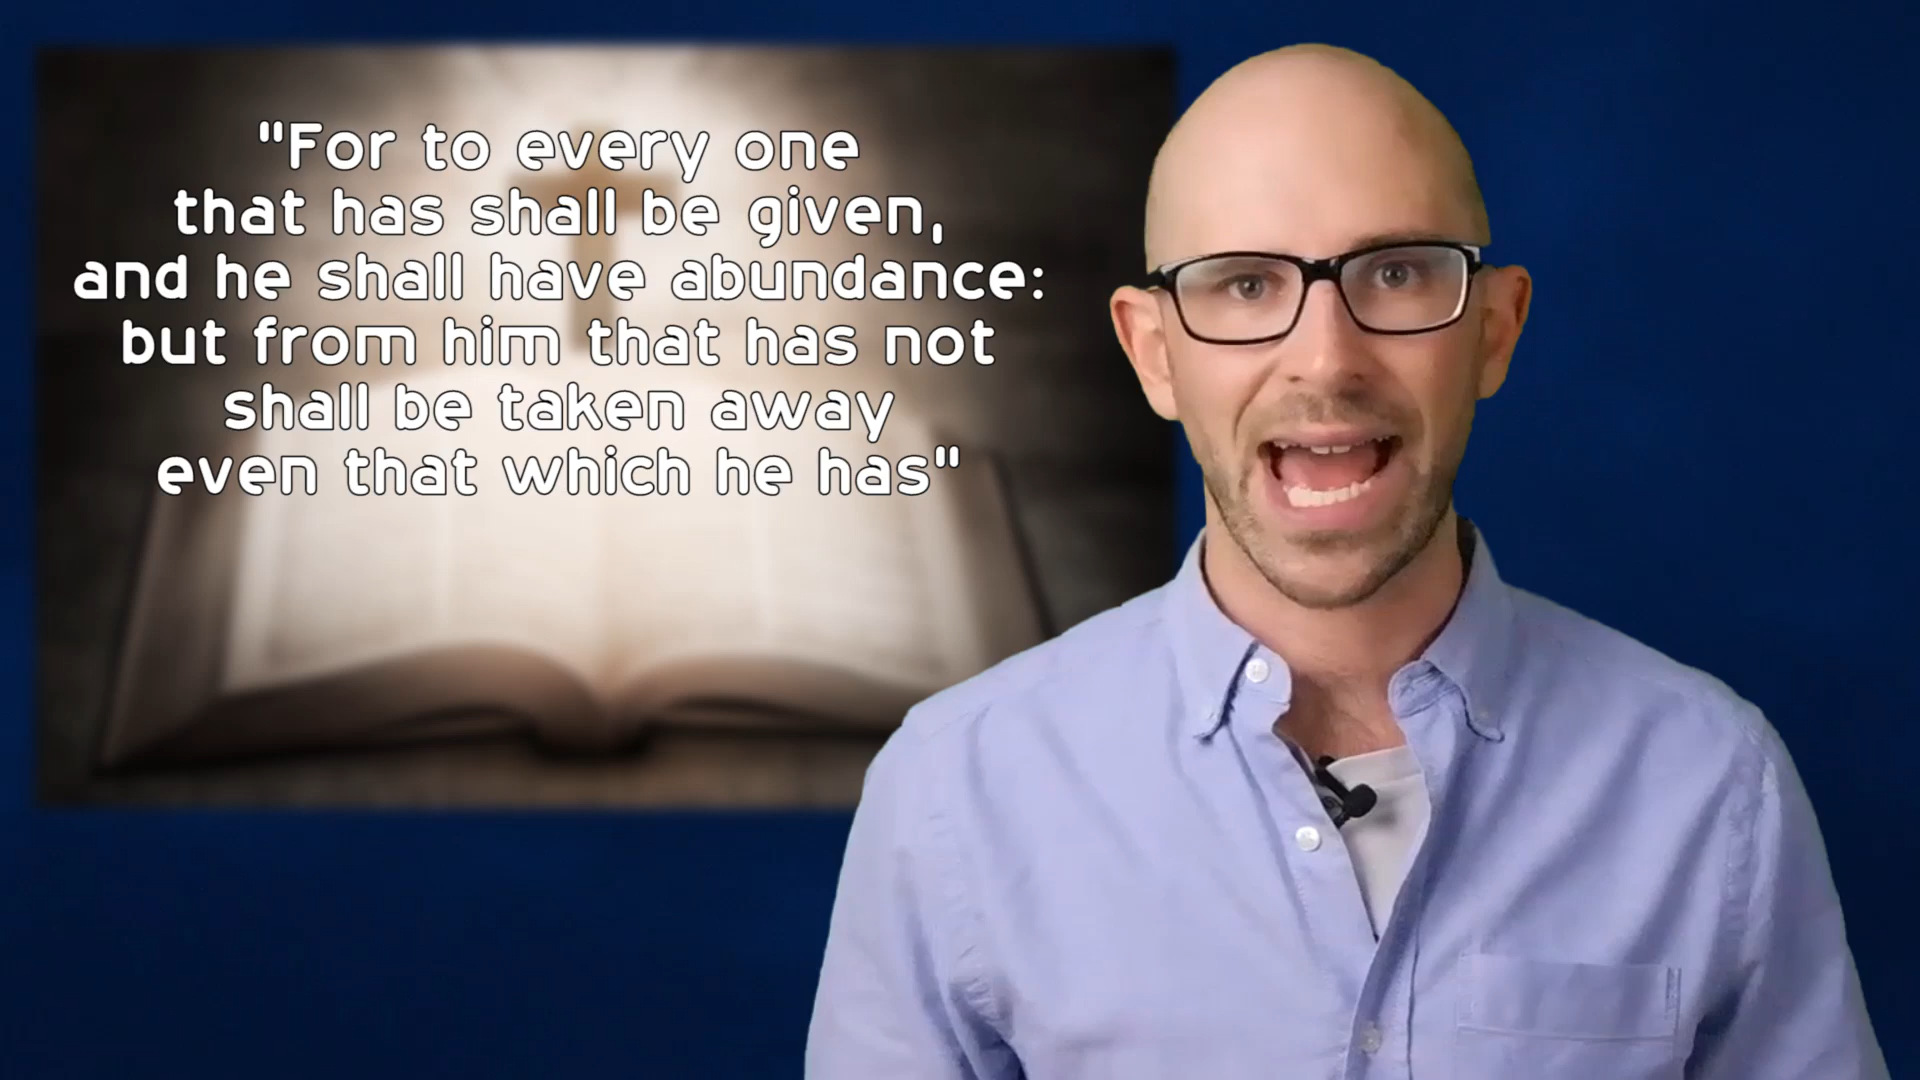 "For to every one
that has shall be given,
and he shall have abundance:
but from him that has not
shall be taken away
even that which he has"